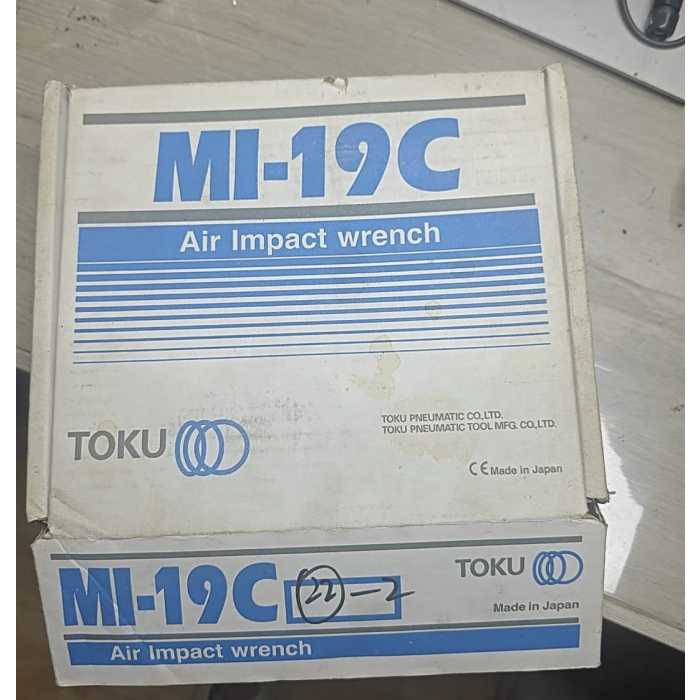 MI-19C
Air Impact wrench
TOKU
TOKU PNEUMATIC CO.,LTD.
TOKU PNEUMATIC TOOL MFG. CO.,LTD.
CE Made in Japan
MI-19C 22-2
TOKU
Made in Japan
Air Impact wrench